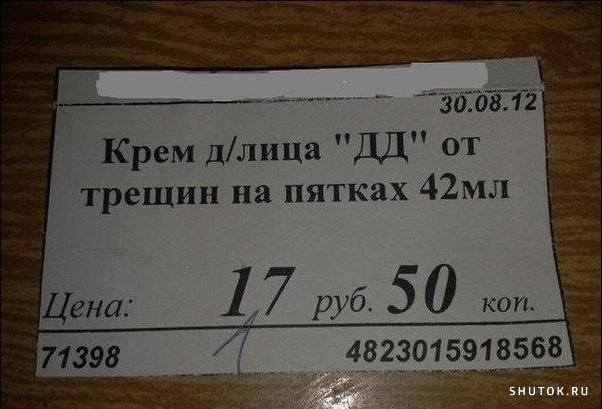 30.08.12
Крем д/лица "ДД" от
трещин на пятках 42мл
Цена: 17 руб. 50 коп.
71398 4823015918568
SHUTOK.RU